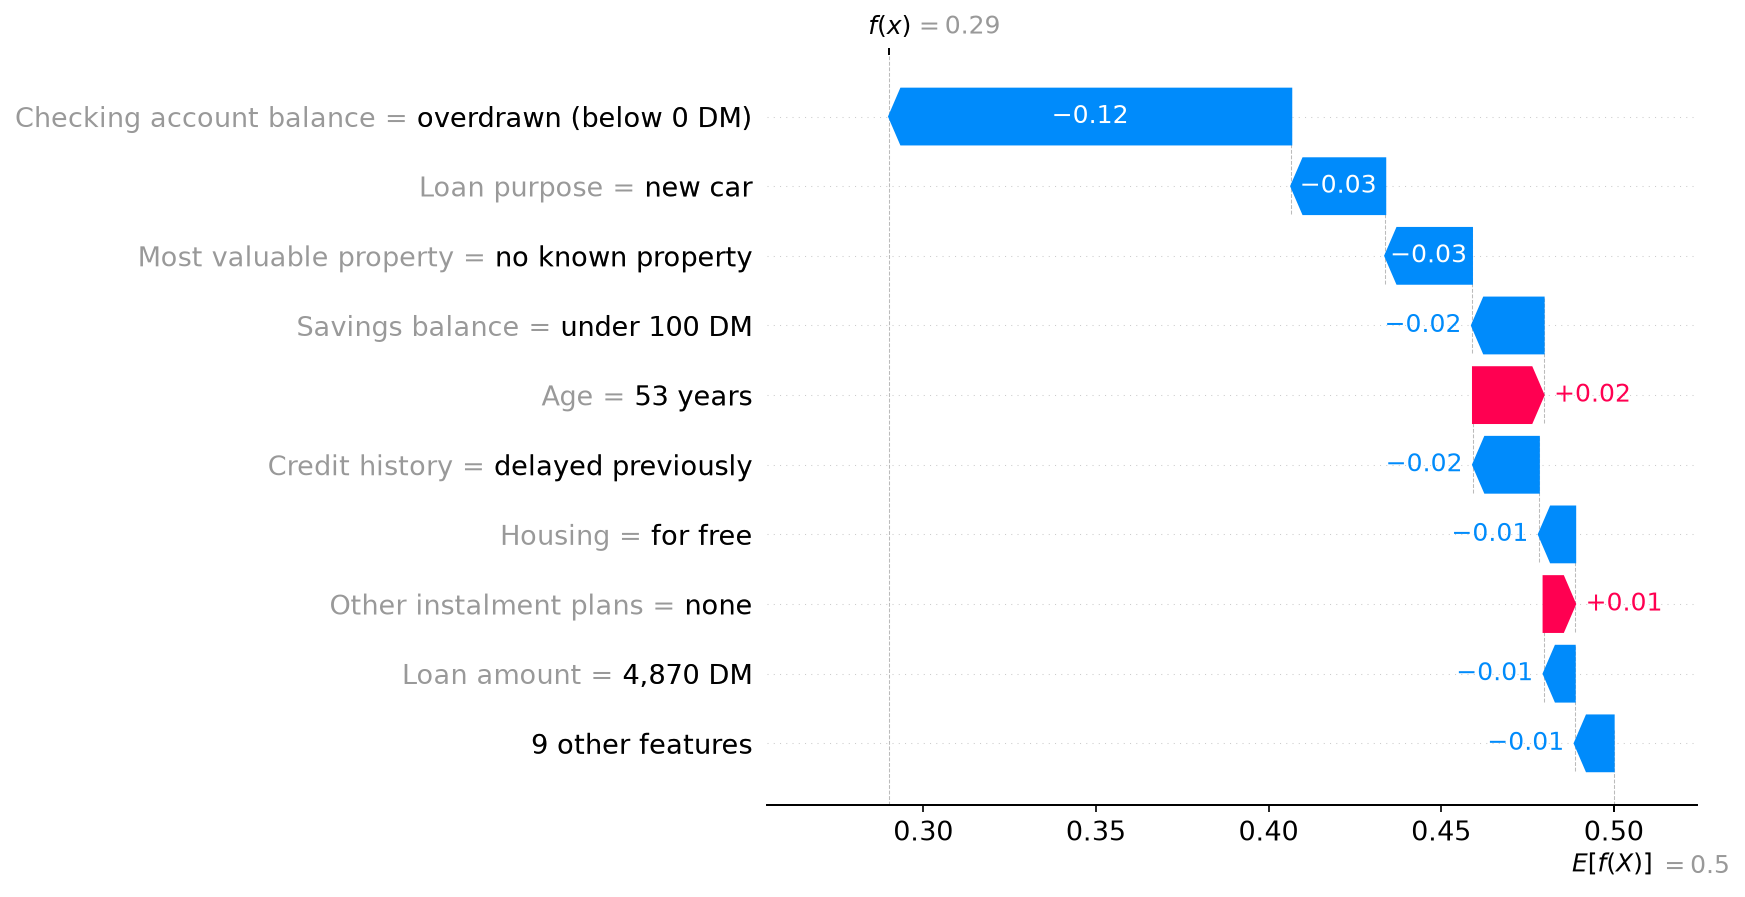 f(x) = 0.29
Checking account balance = overdrawn (below 0 DM) −0.12
Loan purpose = new car −0.03
Most valuable property = no known property −0.03
Savings balance = under 100 DM −0.02
Age = 53 years +0.02
Credit history = delayed previously −0.02
Housing = for free −0.01
Other instalment plans = none +0.01
Loan amount = 4,870 DM −0.01
9 other features −0.01
0.30 0.35 0.40 0.45 0.50
E[f(X)] = 0.5